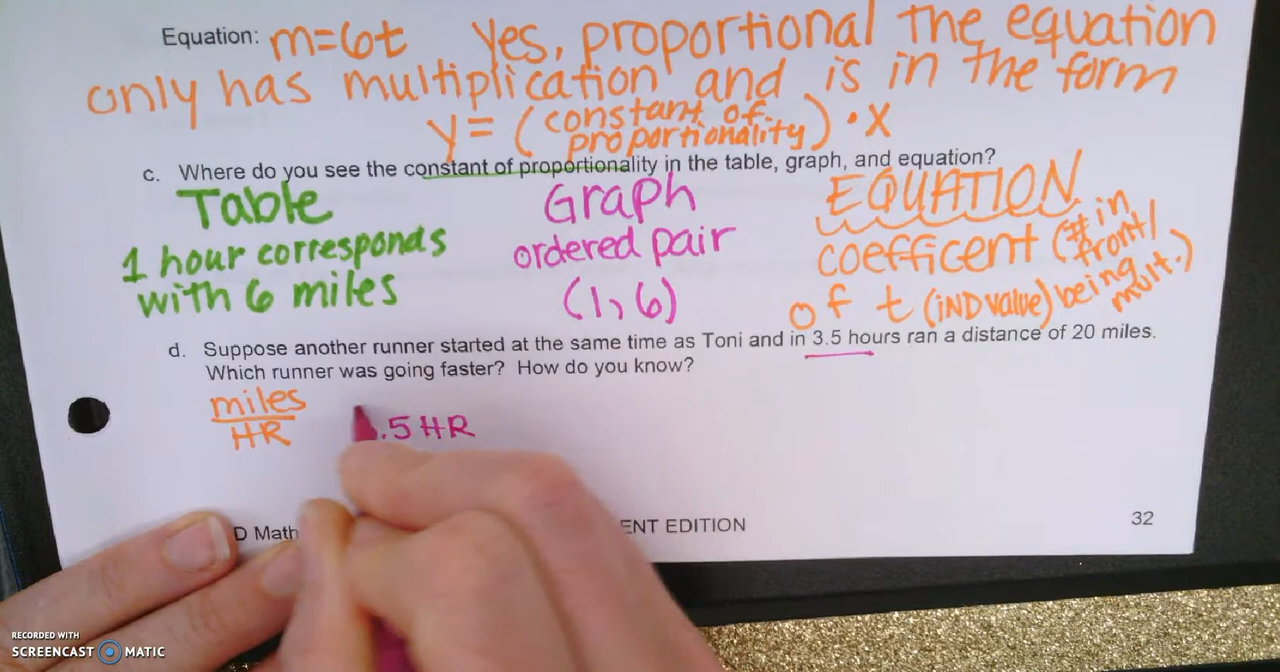 Equation: m=6t Yes, proportional the equation
only has multiplication and is in the form
y = (constant of proportionality) · x
c. Where do you see the constant of proportionality in the table, graph, and equation?
Table
1 hour corresponds
with 6 miles
Graph
ordered pair
(1, 6)
EQUATION
coefficent (# in front/
of t (IND value) being mult.)
d. Suppose another runner started at the same time as Toni and in 3.5 hours ran a distance of 20 miles.
Which runner was going faster? How do you know?
miles
HR
.5 HR
D Math
ENT EDITION
32
RECORDED WITH
SCREENCAST MATIC